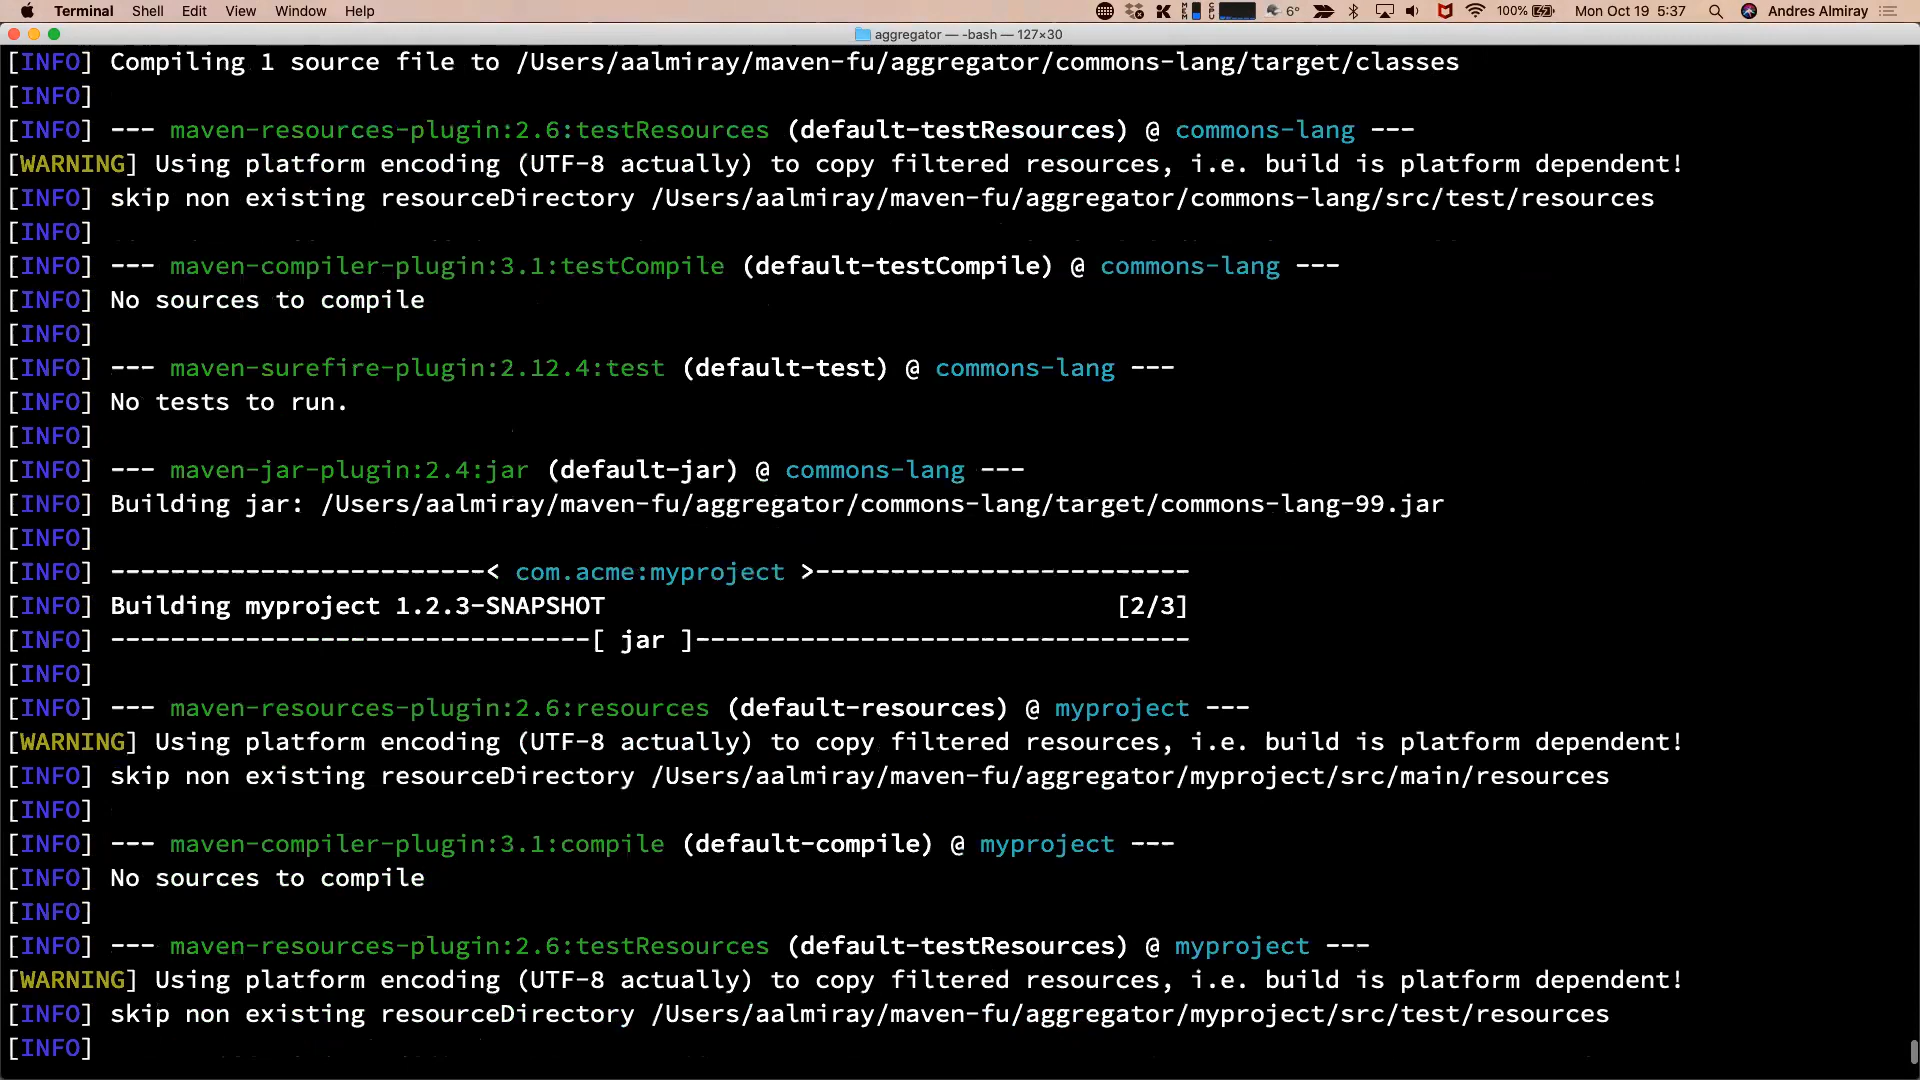 Terminal Shell Edit View Window Help 6° 100% Mon Oct 19 5:37 Andres Almiray
aggregator — -bash — 127×30
[INFO] Compiling 1 source file to /Users/aalmiray/maven-fu/aggregator/commons-lang/target/classes
[INFO]
[INFO] --- maven-resources-plugin:2.6:testResources (default-testResources) @ commons-lang ---
[WARNING] Using platform encoding (UTF-8 actually) to copy filtered resources, i.e. build is platform dependent!
[INFO] skip non existing resourceDirectory /Users/aalmiray/maven-fu/aggregator/commons-lang/src/test/resources
[INFO]
[INFO] --- maven-compiler-plugin:3.1:testCompile (default-testCompile) @ commons-lang ---
[INFO] No sources to compile
[INFO]
[INFO] --- maven-surefire-plugin:2.12.4:test (default-test) @ commons-lang ---
[INFO] No tests to run.
[INFO]
[INFO] --- maven-jar-plugin:2.4:jar (default-jar) @ commons-lang ---
[INFO] Building jar: /Users/aalmiray/maven-fu/aggregator/commons-lang/target/commons-lang-99.jar
[INFO]
[INFO] -------------------------< com.acme:myproject >-------------------------
[INFO] Building myproject 1.2.3-SNAPSHOT [2/3]
[INFO] --------------------------------[ jar ]---------------------------------
[INFO]
[INFO] --- maven-resources-plugin:2.6:resources (default-resources) @ myproject ---
[WARNING] Using platform encoding (UTF-8 actually) to copy filtered resources, i.e. build is platform dependent!
[INFO] skip non existing resourceDirectory /Users/aalmiray/maven-fu/aggregator/myproject/src/main/resources
[INFO]
[INFO] --- maven-compiler-plugin:3.1:compile (default-compile) @ myproject ---
[INFO] No sources to compile
[INFO]
[INFO] --- maven-resources-plugin:2.6:testResources (default-testResources) @ myproject ---
[WARNING] Using platform encoding (UTF-8 actually) to copy filtered resources, i.e. build is platform dependent!
[INFO] skip non existing resourceDirectory /Users/aalmiray/maven-fu/aggregator/myproject/src/test/resources
[INFO]